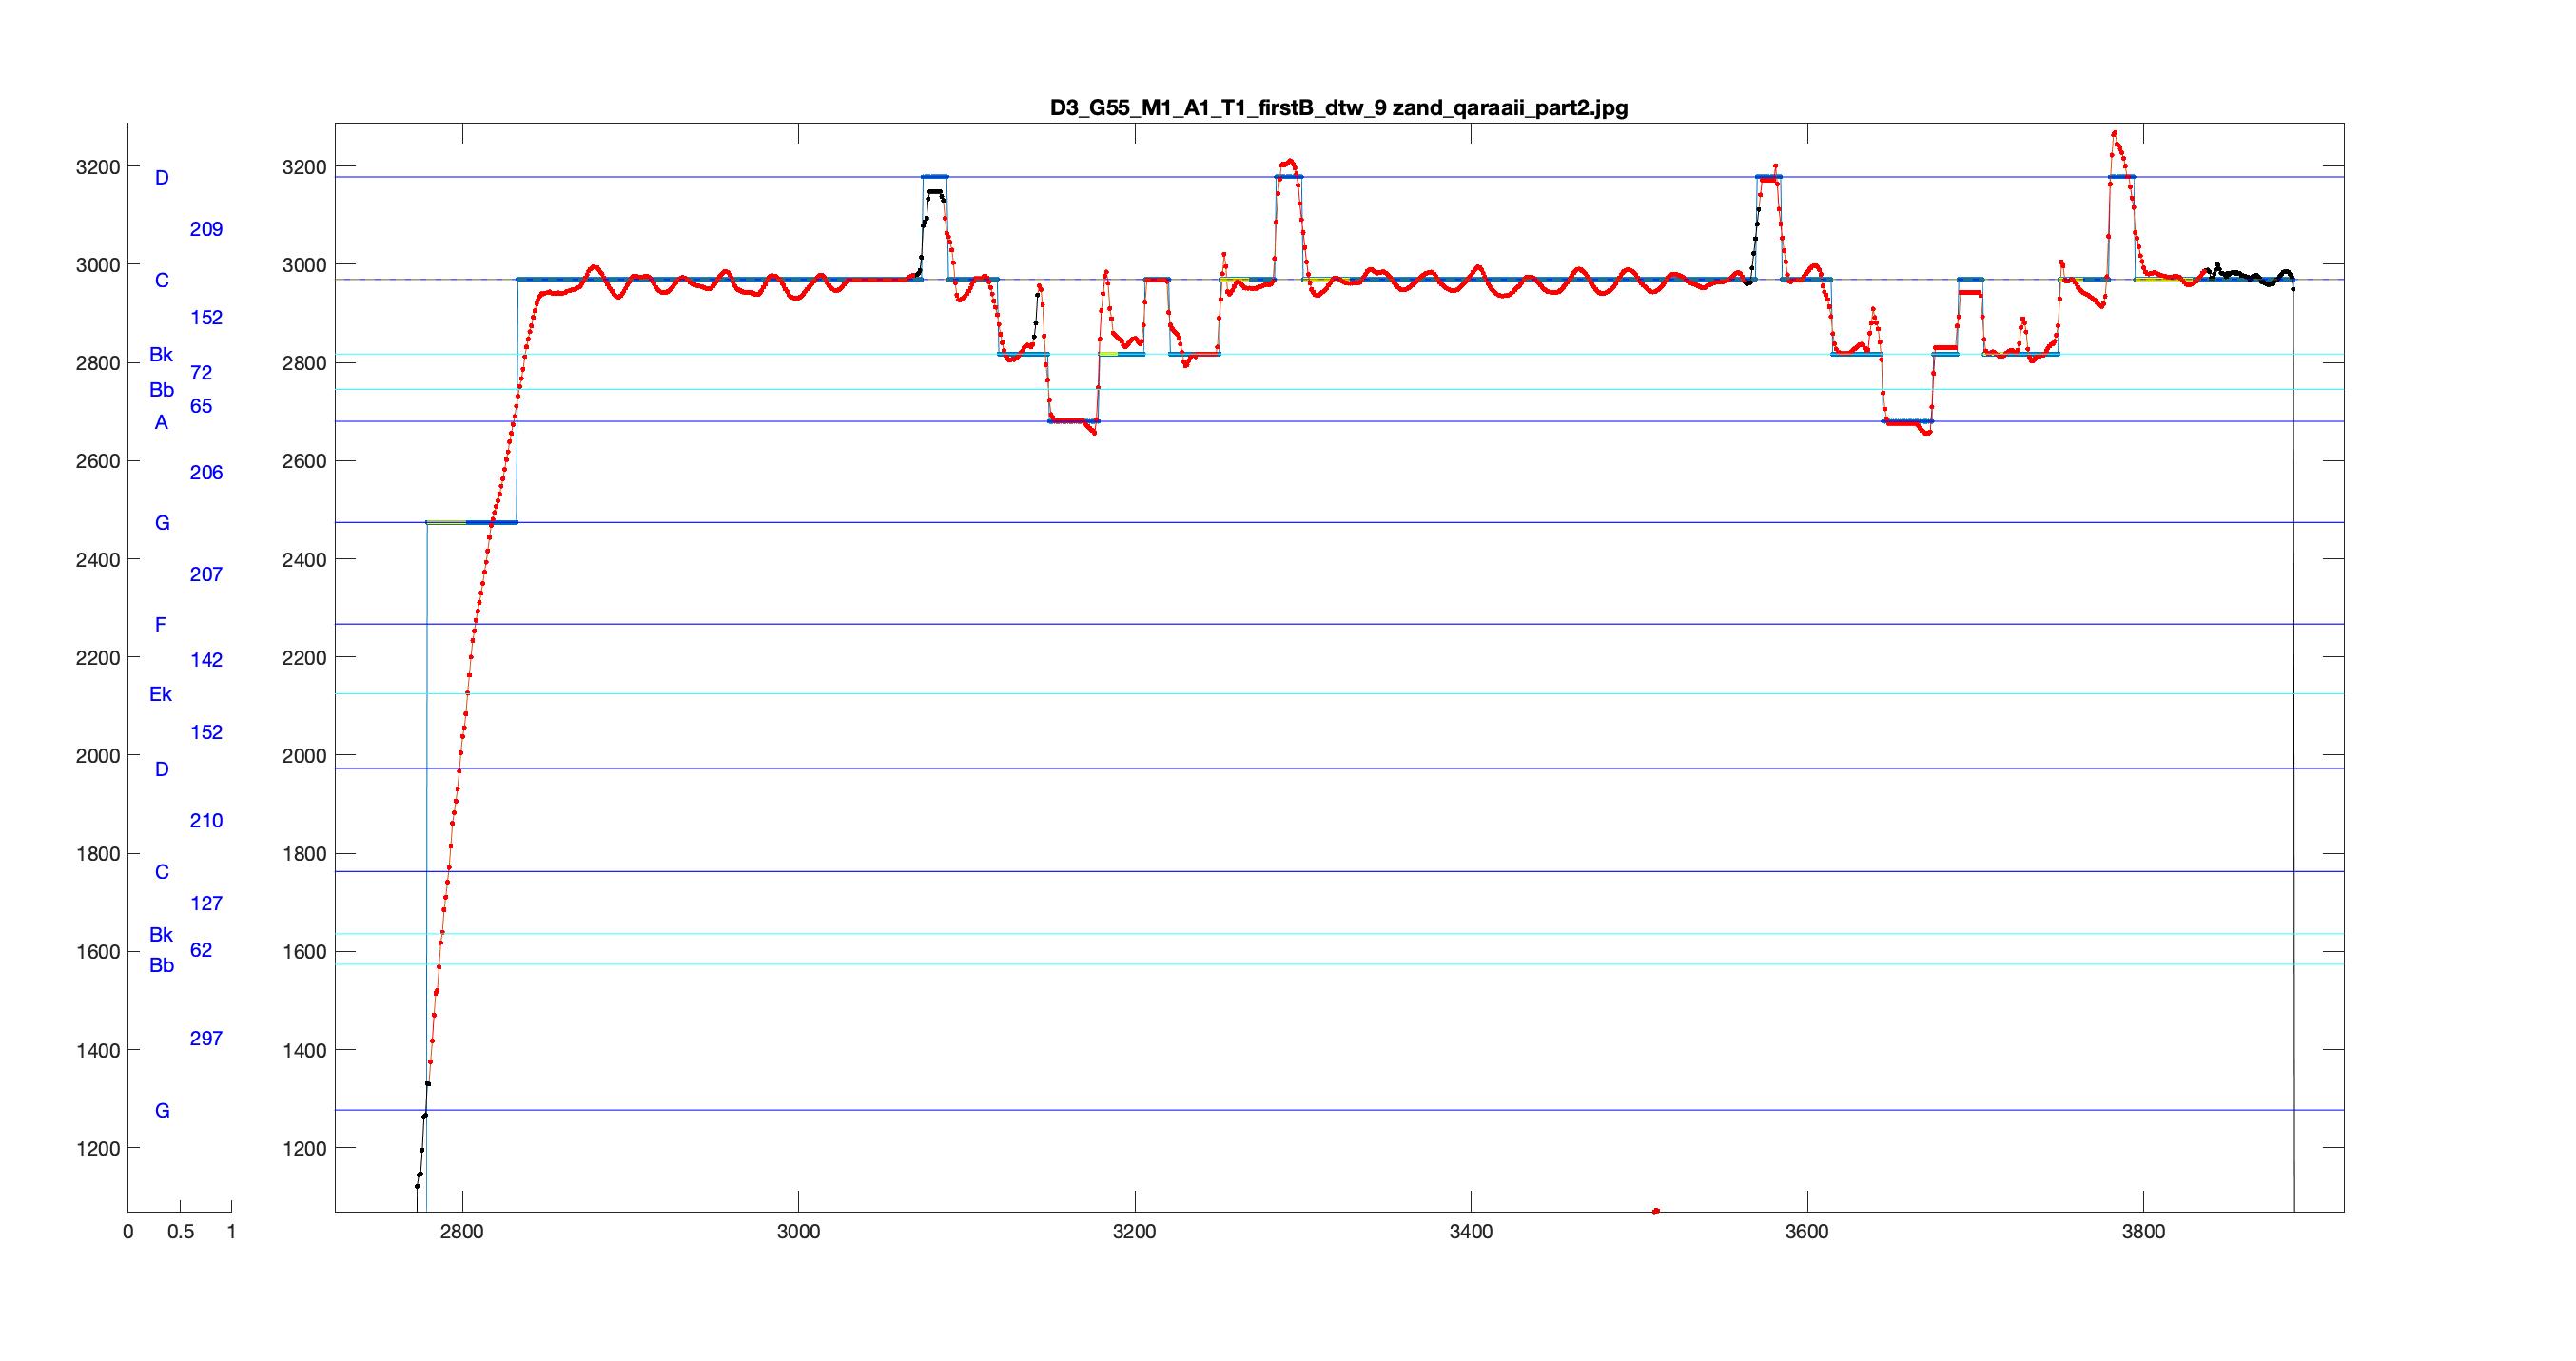 D3_G55_M1_A1_T1_firstB_dtw_9 zand_qaraaii_part2.jpg
3200 3200
D
209
3000 3000
C
152
Bk
2800 2800
72
Bb
65
A
2600 2600
206
G
2400 2400
207
F
2200 2200
142
Ek
152
2000 2000
D
210
1800 1800
C
127
Bk
1600 62 1600
Bb
297
1400 1400
G
1200 1200
0 0.5 1 2800 3000 3200 3400 3600 3800